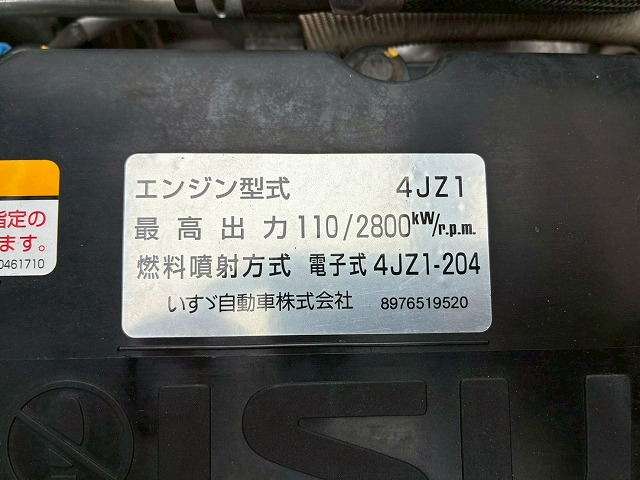 エンジン型式 4JZ1
最高出力 110/2800kW/r.p.m.
燃料噴射方式 電子式 4JZ1-204
いすゞ自動車株式会社 8976519520
指定の
ます。
0461710
ISU